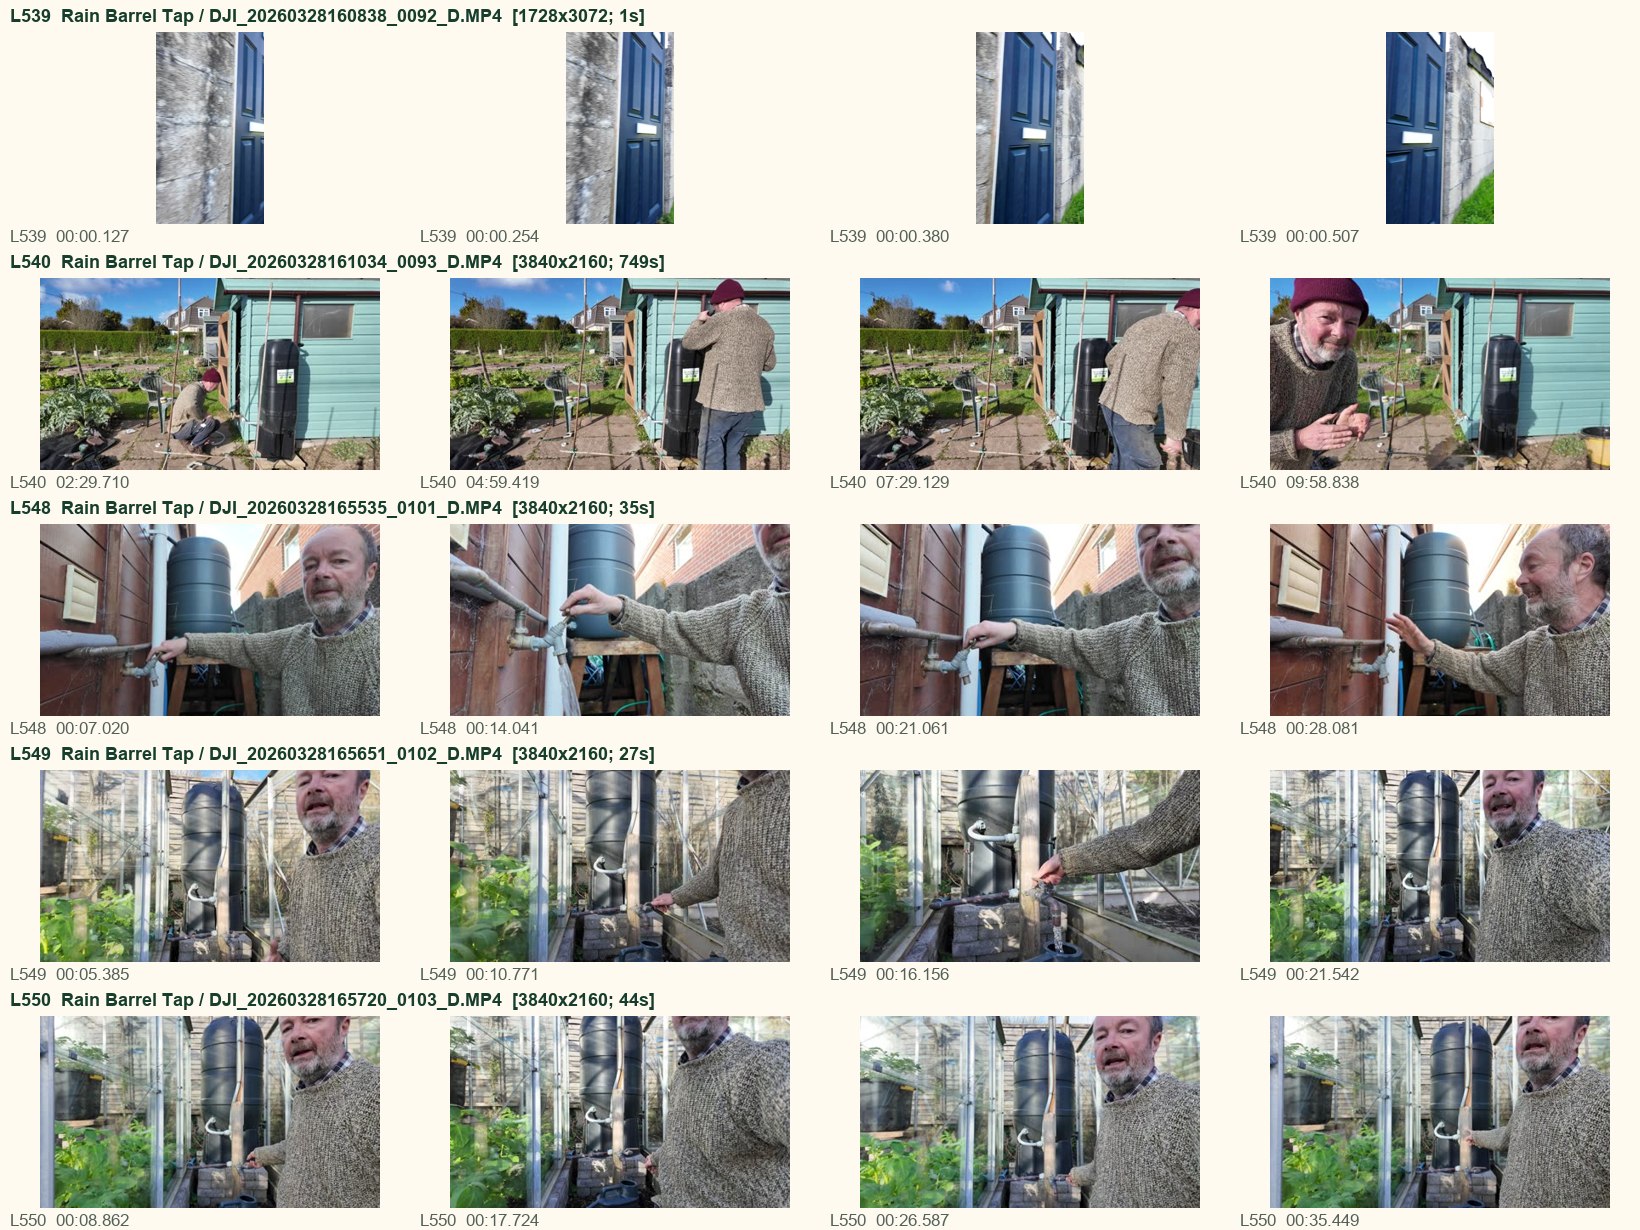 L539 Rain Barrel Tap / DJI_20260328160838_0092_D.MP4 [1728x3072; 1s]
L539 00:00.127
L539 00:00.254
L539 00:00.380
L539 00:00.507
L540 Rain Barrel Tap / DJI_20260328161034_0093_D.MP4 [3840x2160; 749s]
L540 02:29.710
L540 04:59.419
L540 07:29.129
L540 09:58.838
L548 Rain Barrel Tap / DJI_20260328165535_0101_D.MP4 [3840x2160; 35s]
L548 00:07.020
L548 00:14.041
L548 00:21.061
L548 00:28.081
L549 Rain Barrel Tap / DJI_20260328165651_0102_D.MP4 [3840x2160; 27s]
L549 00:05.385
L549 00:10.771
L549 00:16.156
L549 00:21.542
L550 Rain Barrel Tap / DJI_20260328165720_0103_D.MP4 [3840x2160; 44s]
L550 00:08.862
L550 00:17.724
L550 00:26.587
L550 00:35.449